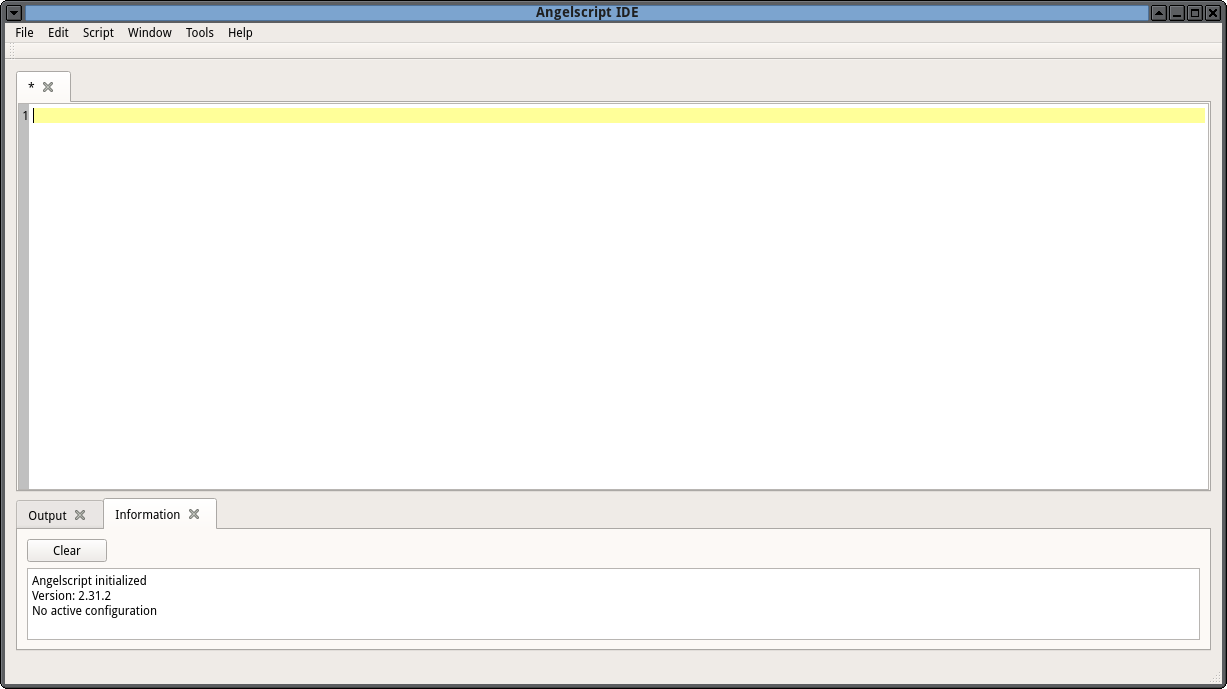 Angelscript IDE
File Edit Script Window Tools Help
*
1
Output Information
Clear
Angelscript initialized
Version: 2.31.2
No active configuration